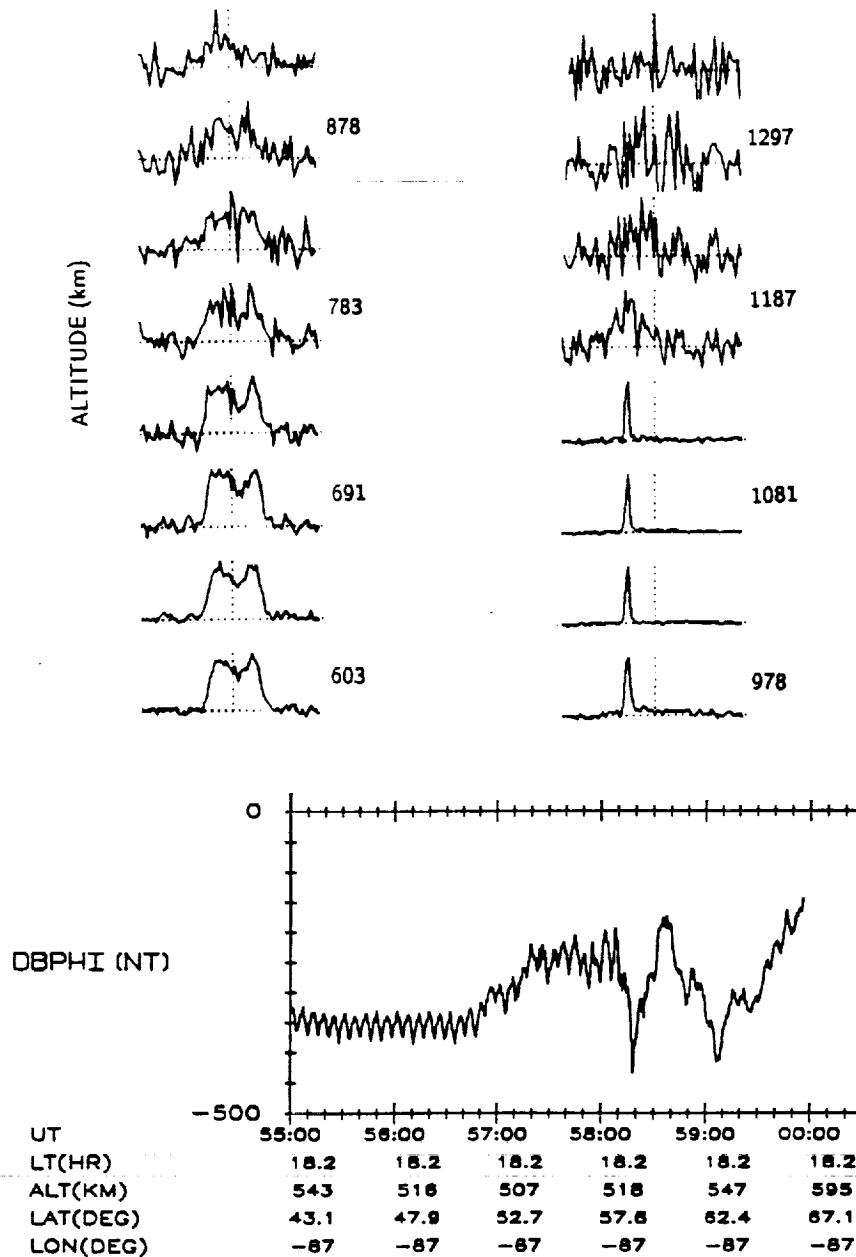 878
1297
783
1187
ALTITUDE (km)
691
1081
603
978
0
DBPHI (NT)
-500
UT 55:00 56:00 57:00 58:00 59:00 00:00
LT(HR) 18.2 18.2 18.2 18.2 18.2 18.2
ALT(KM) 543 516 507 518 547 595
LAT(DEG) 43.1 47.9 52.7 57.6 62.4 67.1
LON(DEG) -87 -87 -87 -87 -87 -87